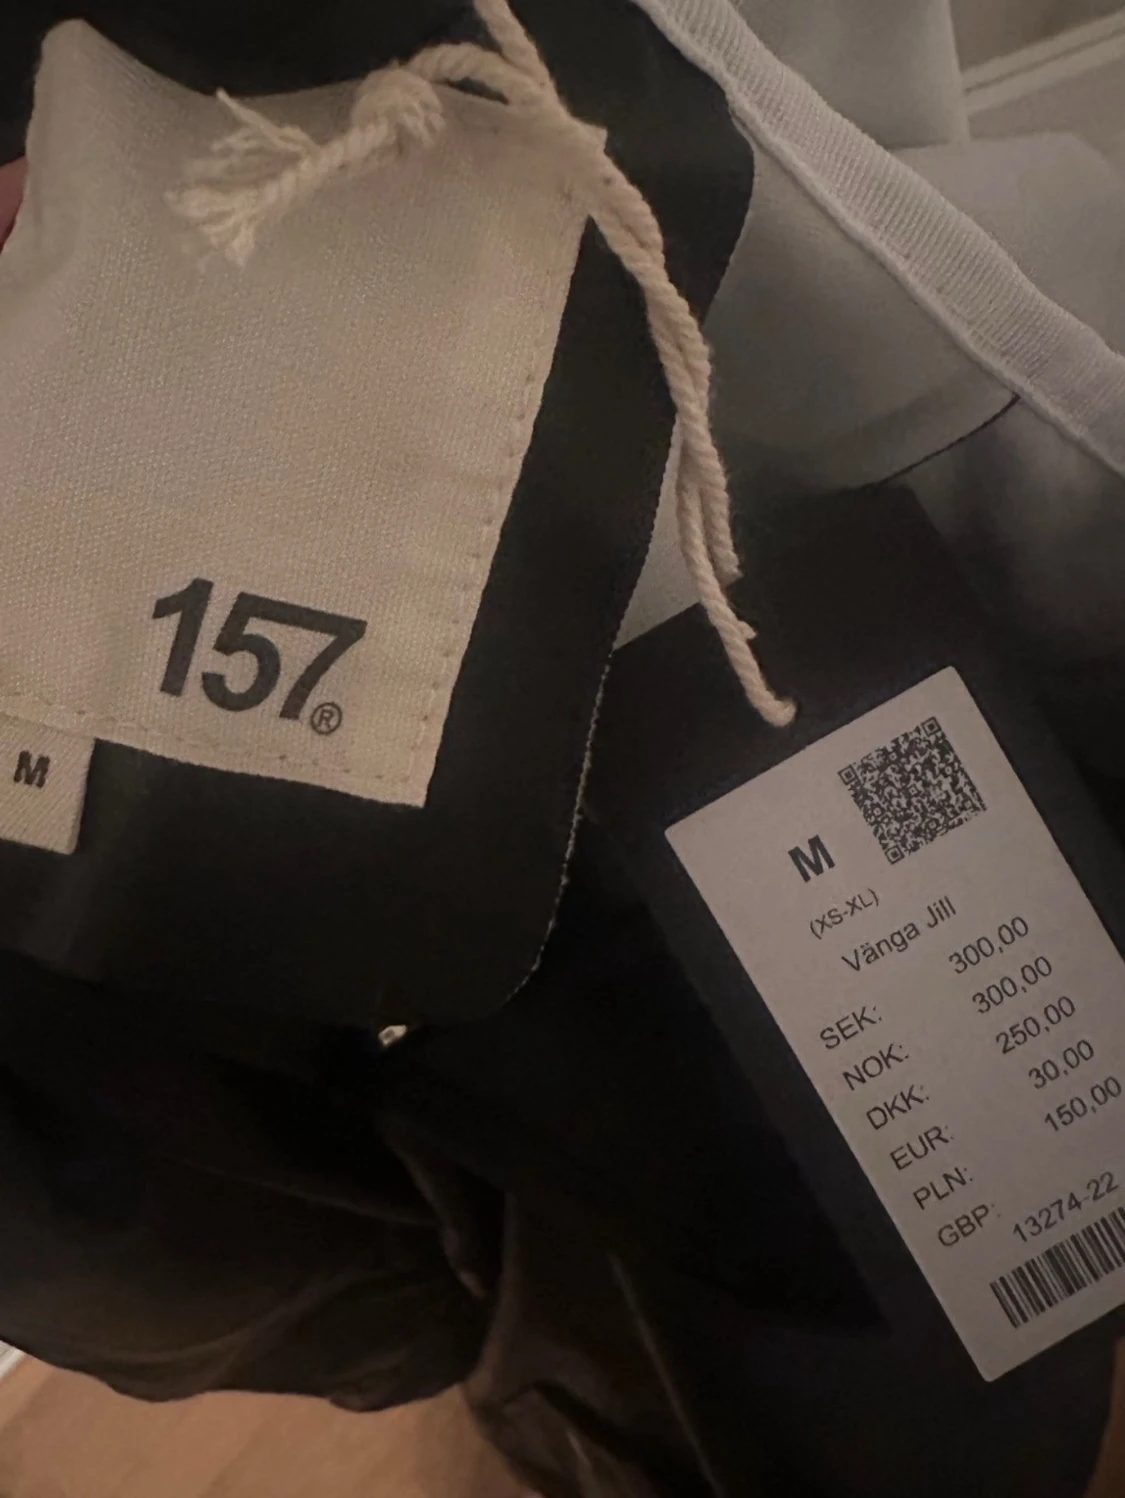 157®
M
M
(XS-XL)
Vänga Jill
SEK: 300,00
NOK: 300,00
DKK: 250,00
EUR: 30,00
PLN: 150,00
GBP:
13274-22